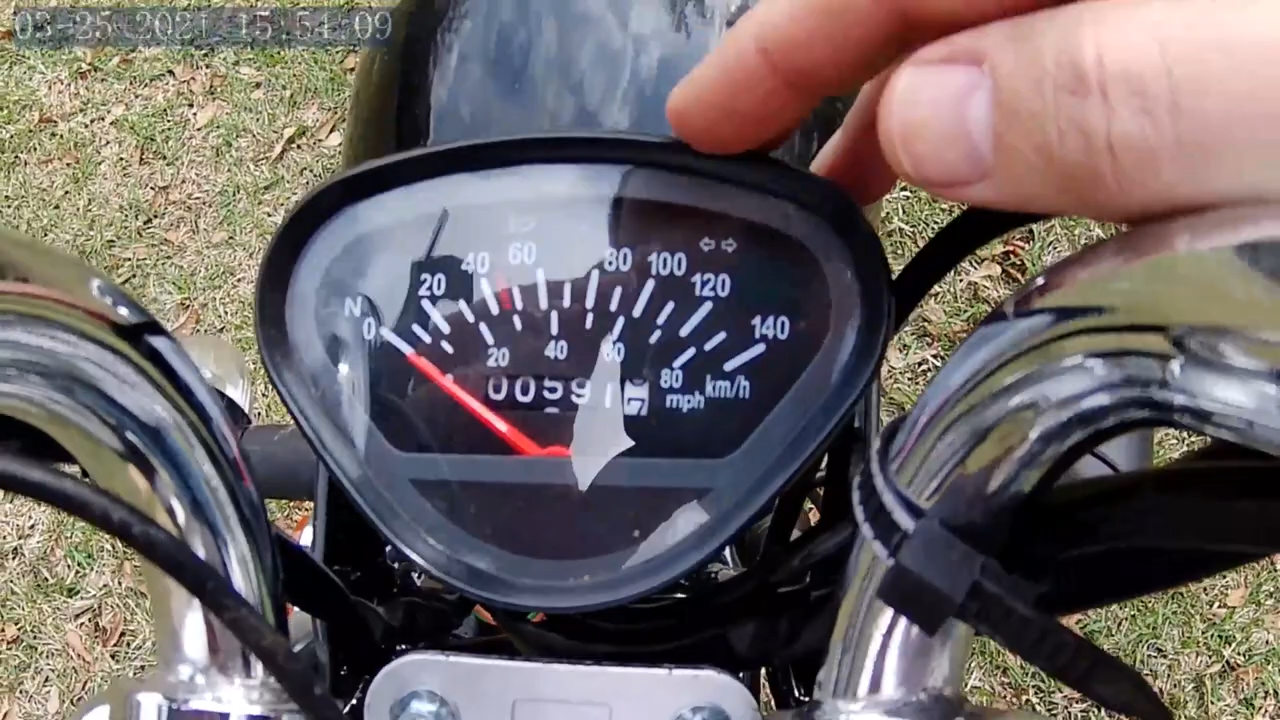 03-25-2021 15:54:09
N
0 20 40 60 80 100 120 140
20 40 60 80
mph km/h
00591